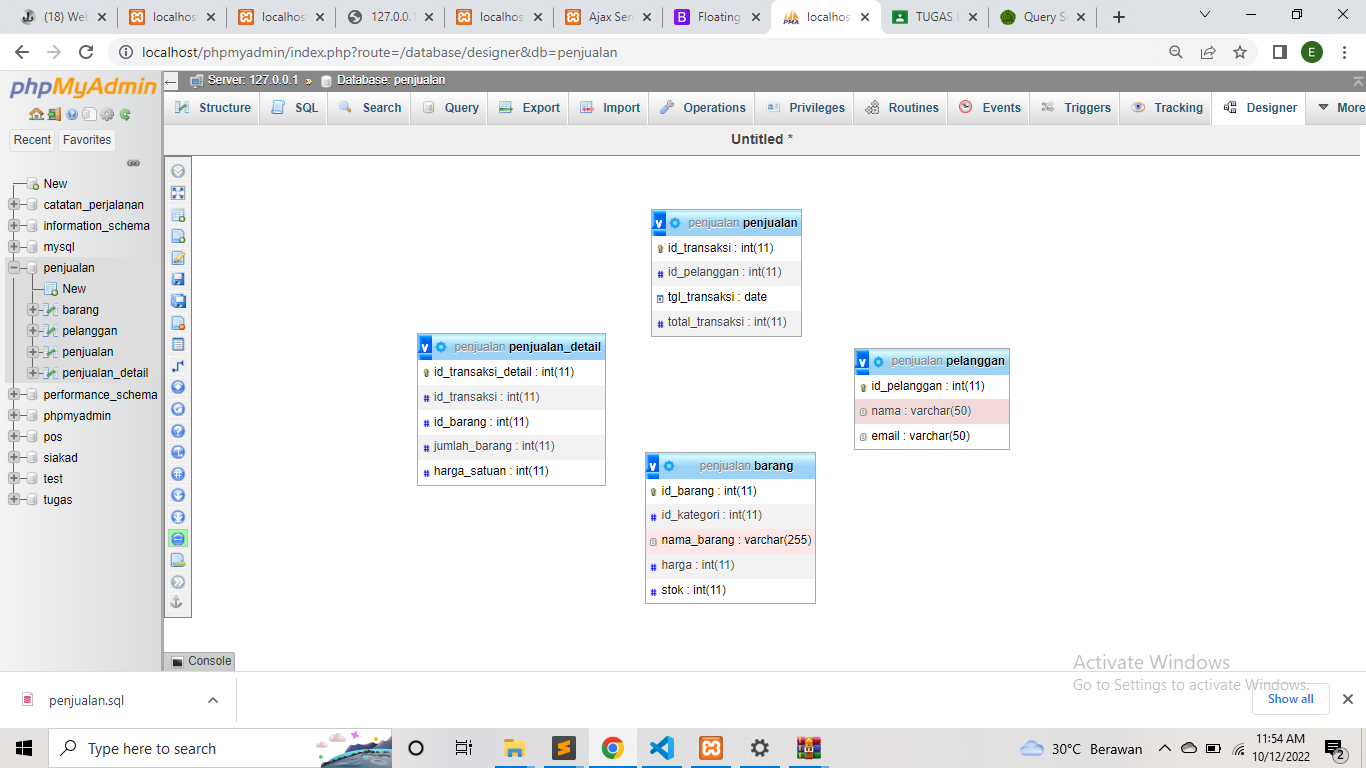 (18) Web
localhos
localhos
127.0.0.1
localhos
Ajax Ser
Floating
localhos
TUGAS
Query S
localhost/phpmyadmin/index.php?route=/database/designer&db=penjualan
E
phpMyAdmin
Recent
Favorites
New
catatan_perjalanan
information_schema
mysql
penjualan
New
barang
pelanggan
penjualan
penjualan_detail
performance_schema
phpmyadmin
pos
siakad
test
tugas
Server: 127.0.0.1 » Database: penjualan
Structure SQL Search Query Export Import Operations Privileges Routines Events Triggers Tracking Designer More
Untitled *
v penjualan penjualan
id_transaksi : int(11)
# id_pelanggan : int(11)
tgl_transaksi : date
# total_transaksi : int(11)
v penjualan penjualan_detail
id_transaksi_detail : int(11)
# id_transaksi : int(11)
# id_barang : int(11)
# jumlah_barang : int(11)
# harga_satuan : int(11)
v penjualan pelanggan
id_pelanggan : int(11)
nama : varchar(50)
email : varchar(50)
v penjualan barang
id_barang : int(11)
# id_kategori : int(11)
nama_barang : varchar(255)
# harga : int(11)
# stok : int(11)
Console
Activate Windows
Go to Settings to activate Windows.
penjualan.sql
Show all
Type here to search
30°C Berawan
11:54 AM
10/12/2022
2